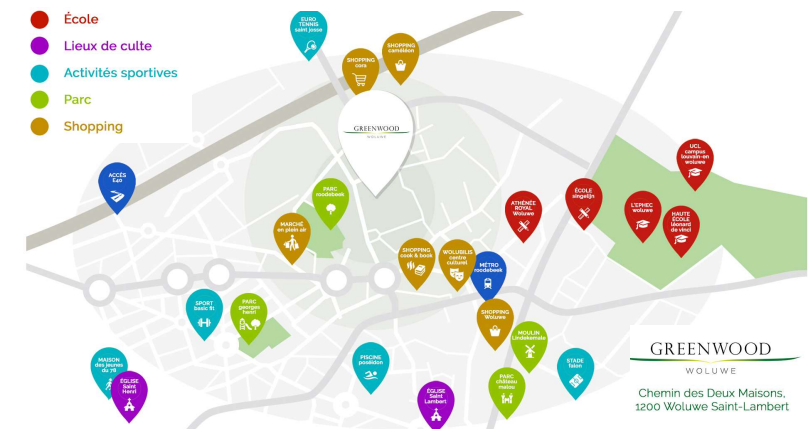 École
Lieux de culte
Activités sportives
Parc
Shopping
EURO
TENNIS
saint josse
SHOPPING
cora
SHOPPING
caméléon
GREENWOOD
WOLUWE
ACCÈS
E40
PARC
roodebeek
MARCHÉ
en plein air
ATHÉNÉE
ROYAL
Woluwe
ÉCOLE
singelijn
UCL
campus
louvain-en
woluwe
L'EPHEC
woluwe
HAUTE
ÉCOLE
léonard
de vinci
SHOPPING
cook & book
WOLUBILIS
centre
culturel
MÉTRO
roodebeek
SPORT
basic fit
PARC
georges
henri
SHOPPING
Woluwe
MOULIN
Lindekemale
MAISON
des jeunes
du 78
ÉGLISE
Saint
Henri
PISCINE
poséidon
ÉGLISE
Saint
Lambert
PARC
château
malou
STADE
fallon
GREENWOOD
WOLUWE
Chemin des Deux Maisons,
1200 Woluwe Saint-Lambert